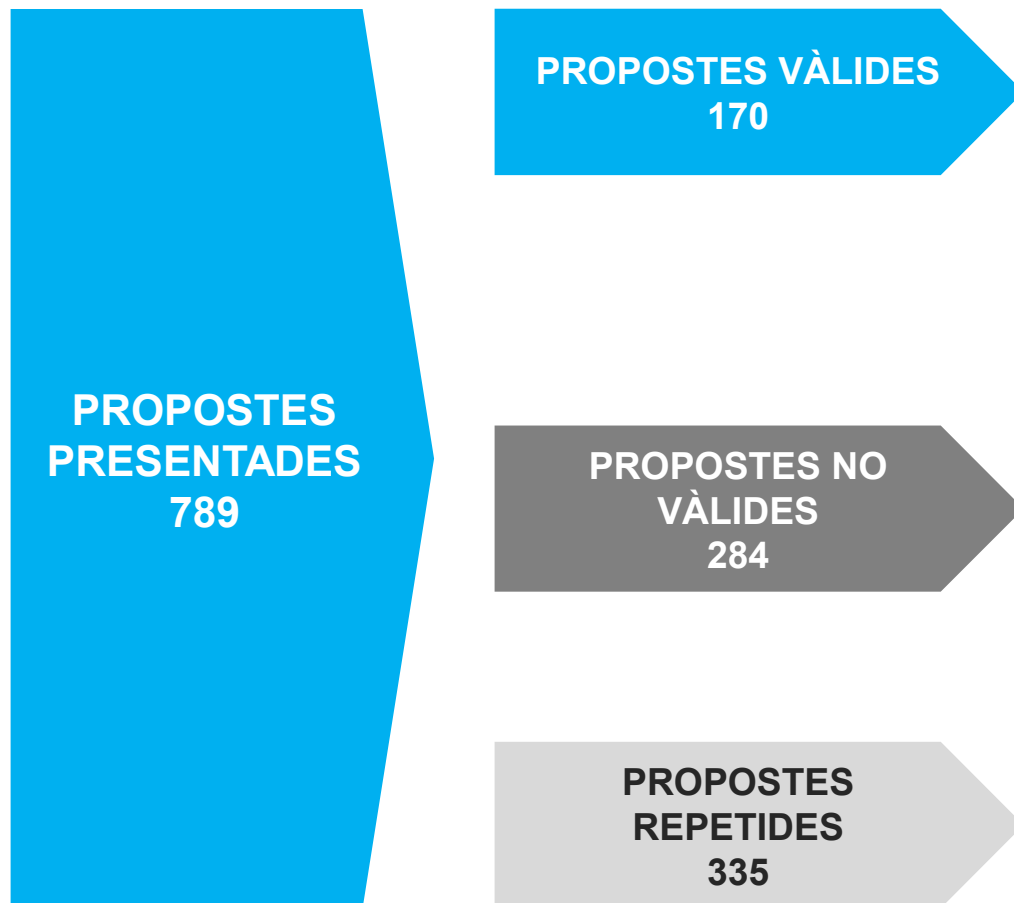 PROPOSTES
PRESENTADES
789
PROPOSTES VÀLIDES
170
PROPOSTES NO
VÀLIDES
284
PROPOSTES
REPETIDES
335